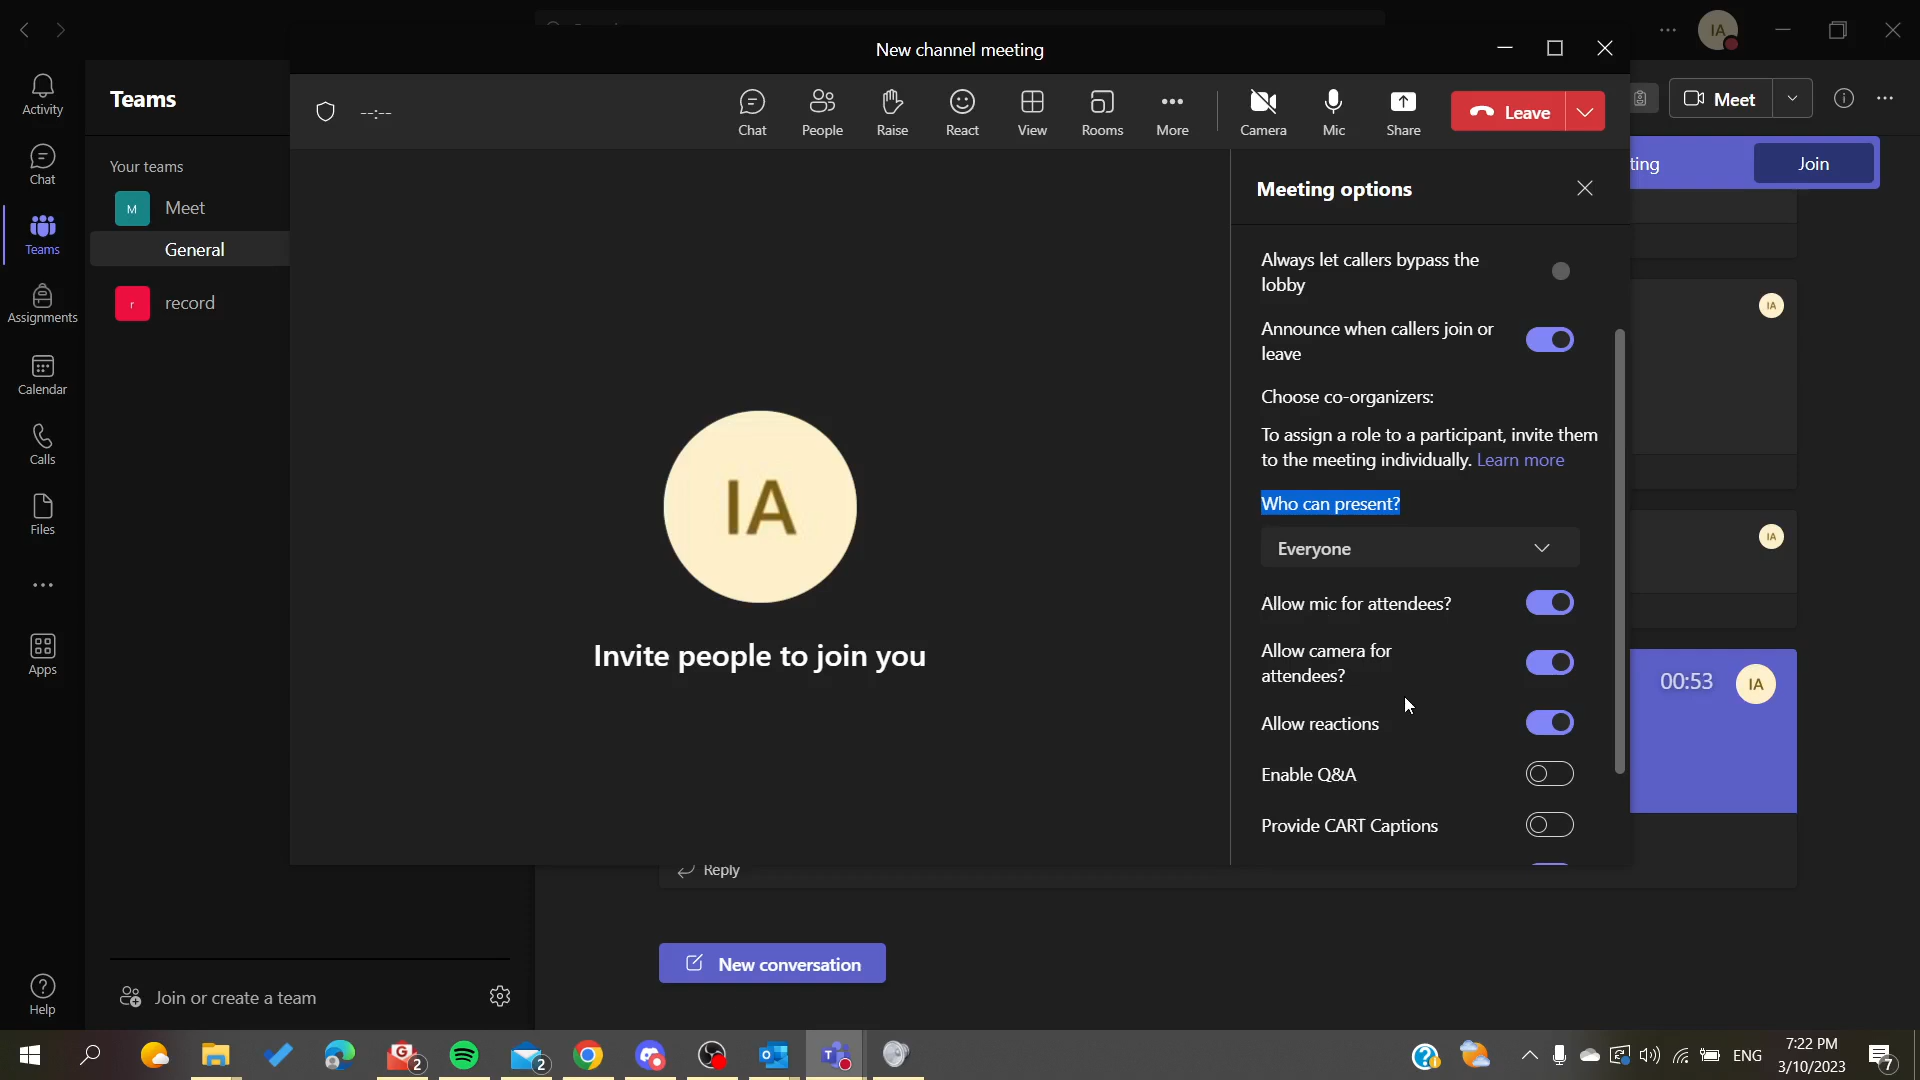 New channel meeting
IA
Activity
Teams
--:--
Chat
People
Raise
React
View
Rooms
More
Camera
Mic
Share
Leave
Meet
Meeting options
ting
Join
Chat
Your teams
M
Meet
Teams
General
Assignments
r
record
Always let callers bypass the
lobby
IA
Announce when callers join or
leave
Calendar
Choose co-organizers:
Calls
To assign a role to a participant, invite them
to the meeting individually. Learn more
IA
Who can present?
Files
Everyone
IA
Allow mic for attendees?
Invite people to join you
Allow camera for
attendees?
Apps
00:53
IA
Allow reactions
Enable Q&A
Provide CART Captions
Reply
New conversation
Help
Join or create a team
G
2
2
T
ENG
7:22 PM
3/10/2023
7